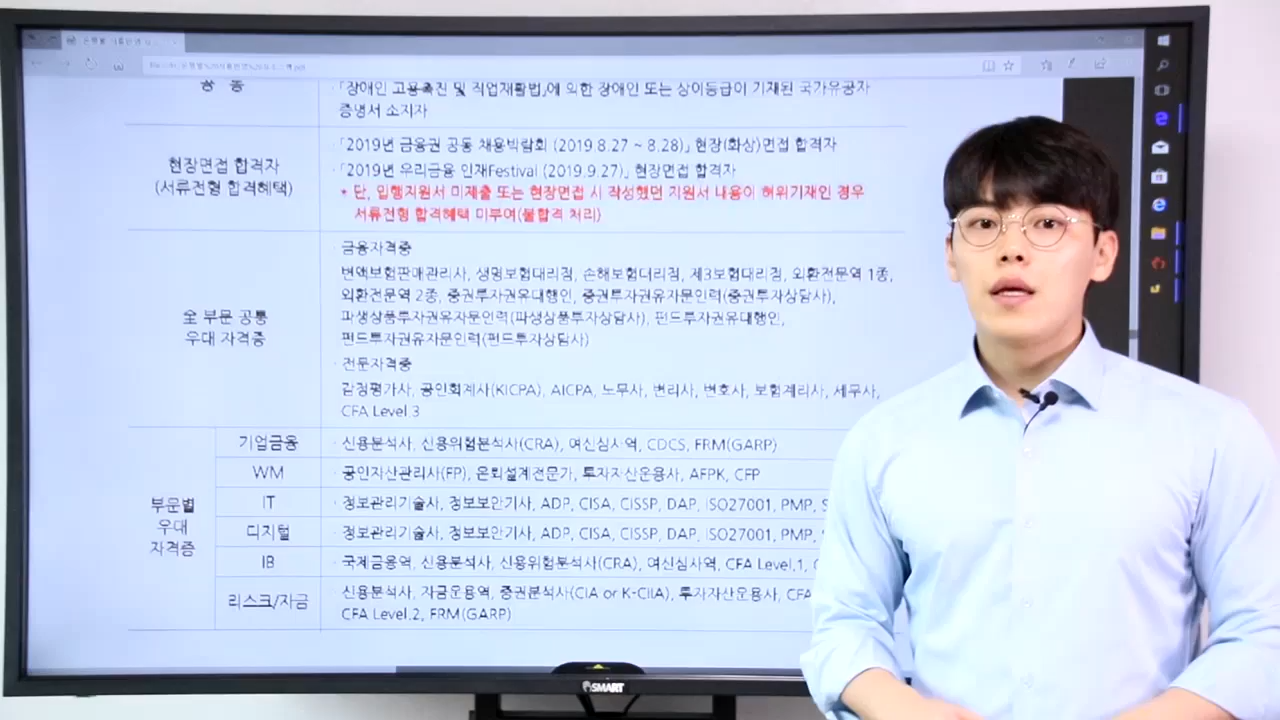 공 통
·「장애인 고용촉진 및 직업재활법」에 의한 장애인 또는 상이등급이 기재된 국가유공자
증명서 소지자
현장면접 합격자
(서류전형 합격혜택)
·「2019년 금융권 공동 채용박람회 (2019.8.27 ~ 8.28)」 현장(화상)면접 합격자
·「2019년 우리금융 인재Festival (2019.9.27)」 현장면접 합격자
* 단, 입행지원서 미제출 또는 현장면접 시 작성했던 지원서 내용이 허위기재인 경우
서류전형 합격혜택 미부여(불합격 처리)
全 부문 공통
우대 자격증
· 금융자격증
변액보험판매관리사, 생명보험대리점, 손해보험대리점, 제3보험대리점, 외환전문역 1종,
외환전문역 2종, 증권투자권유대행인, 증권투자권유자문인력(증권투자상담사),
파생상품투자권유자문인력(파생상품투자상담사), 펀드투자권유대행인,
펀드투자권유자문인력(펀드투자상담사)
· 전문자격증
감정평가사, 공인회계사(KICPA), AICPA, 노무사, 변리사, 변호사, 보험계리사, 세무사,
CFA Level.3
부문별
우대
자격증
기업금융
· 신용분석사, 신용위험분석사(CRA), 여신심사역, CDCS, FRM(GARP)
WM
· 공인자산관리사(FP), 은퇴설계전문가, 투자자산운용사, AFPK, CFP
IT
· 정보관리기술사, 정보보안기사, ADP, CISA, CISSP, DAP, ISO27001, PMP,
디지털
· 정보관리기술사, 정보보안기사, ADP, CISA, CISSP, DAP, ISO27001, PMP,
IB
· 국제금융역, 신용분석사, 신용위험분석사(CRA), 여신심사역, CFA Level.1,
리스크/자금
· 신용분석사, 자금운용역, 증권분석사(CIA or K-CIIA), 투자자산운용사, CFA
CFA Level.2, FRM(GARP)
SMART